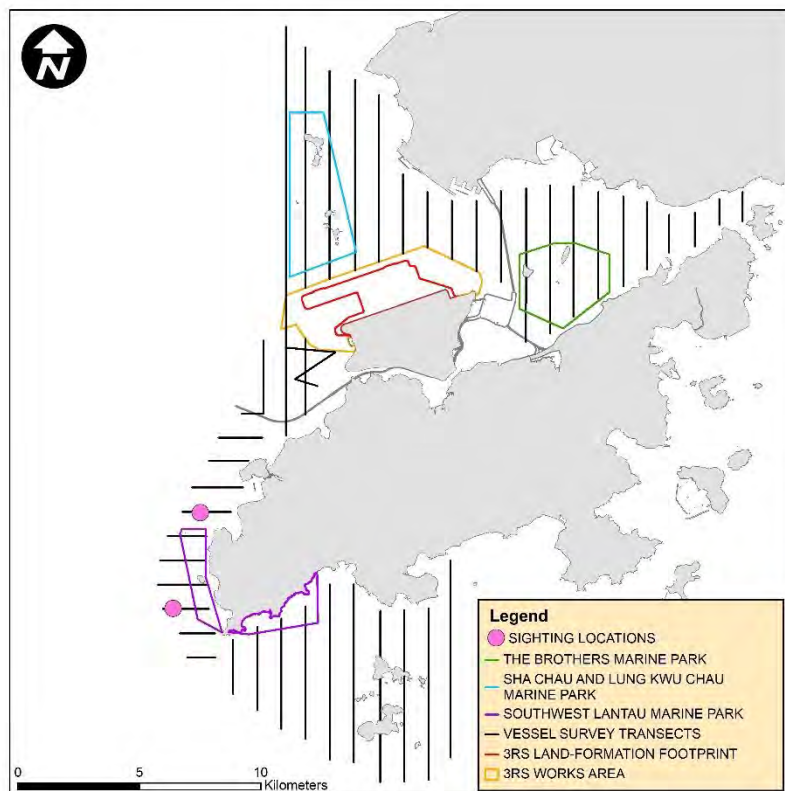 N
Legend
SIGHTING LOCATIONS
THE BROTHERS MARINE PARK
SHA CHAU AND LUNG KWU CHAU
MARINE PARK
SOUTHWEST LANTAU MARINE PARK
VESSEL SURVEY TRANSECTS
3RS LAND-FORMATION FOOTPRINT
3RS WORKS AREA
0 5 10
Kilometers